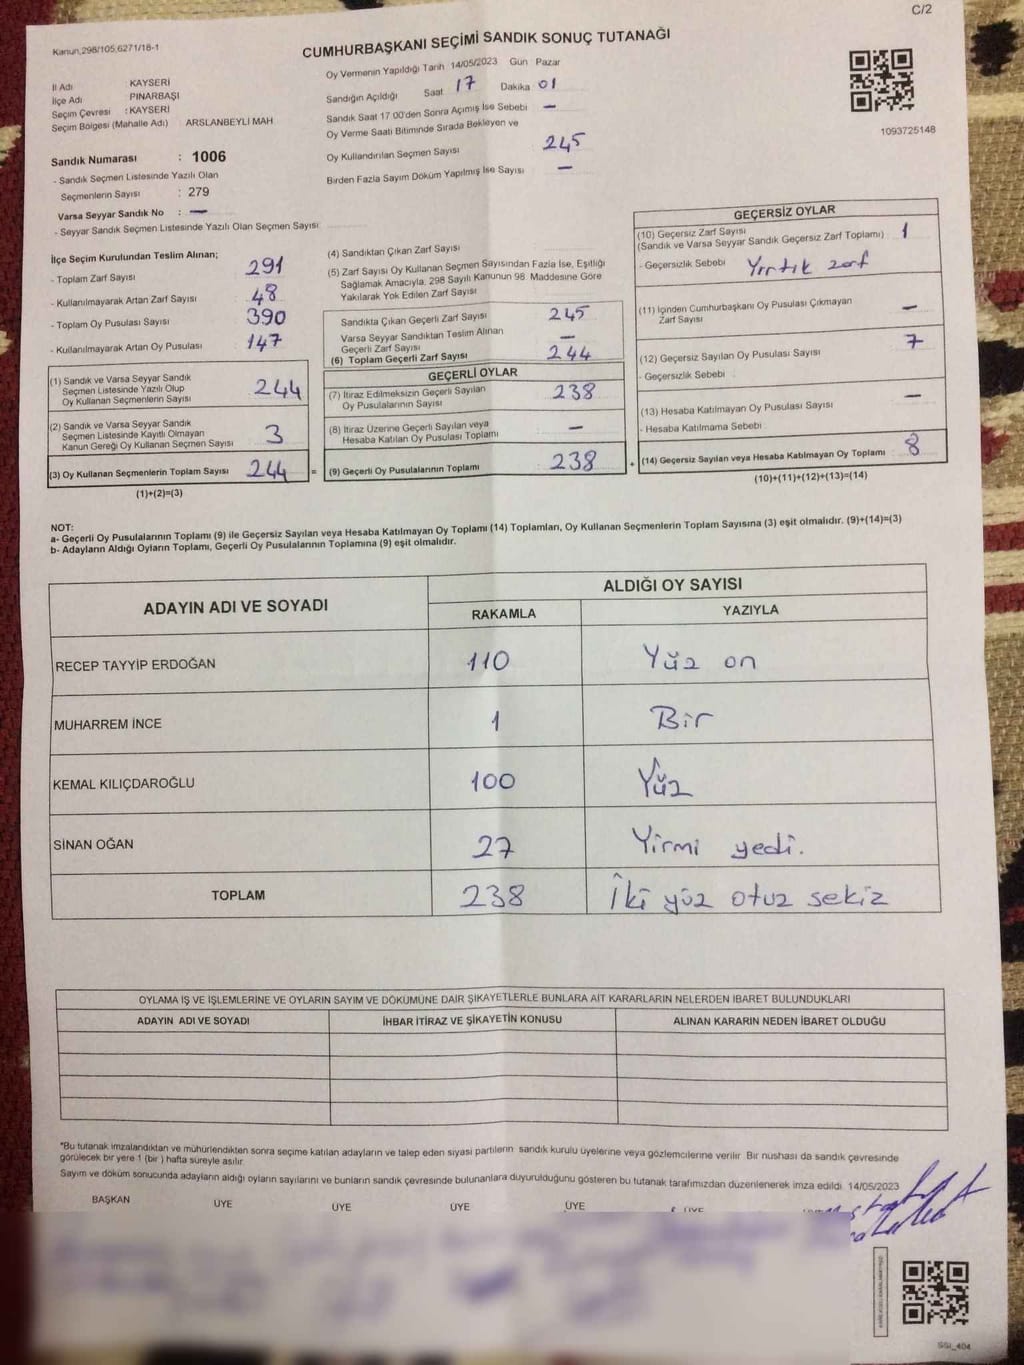 C/2
Kanun,298/105,6271/18-1
CUMHURBAŞKANI SEÇİMİ SANDIK SONUÇ TUTANAĞI
İl Adı KAYSERİ
İlçe Adı PINARBAŞI
Seçim Çevresi : KAYSERİ
Seçim Bölgesi (Mahalle Adı) ARSLANBEYLİ MAH
Oy Vermenin Yapıldığı Tarih 14/05/2023 Gün Pazar
Sandığın Açıldığı Saat 17 Dakika 01
Sandık Saat 17 00'den Sonra Açımış İse Sebebi —
Oy Verme Saati Bitiminde Sırada Bekleyen ve
Oy Kullandırılan Seçmen Sayısı 245
Birden Fazla Sayım Döküm Yapılmış İse Sayısı —
1093725148
Sandık Numarası : 1006
- Sandık Seçmen Listesinde Yazılı Olan
Seçmenlerin Sayısı : 279
Varsa Seyyar Sandık No : —
- Seyyar Sandık Seçmen Listesinde Yazılı Olan Seçmen Sayısı
İlçe Seçim Kurulundan Teslim Alınan;
- Toplam Zarf Sayısı 291
- Kullanılmayarak Artan Zarf Sayısı 48
- Toplam Oy Pusulası Sayısı 390
- Kullanılmayarak Artan Oy Pusulası 147
(1) Sandık ve Varsa Seyyar Sandık
Seçmen Listesinde Yazılı Olup
Oy Kullanan Seçmenlerin Sayısı 244
(2) Sandık ve Varsa Seyyar Sandık
Seçmen Listesinde Kayıtlı Olmayan
Kanun Gereği Oy Kullanan Seçmen Sayısı 3
(3) Oy Kullanan Seçmenlerin Toplam Sayısı 244 =
(1)+(2)=(3)
(4) Sandıktan Çıkan Zarf Sayısı
(5) Zarf Sayısı Oy Kullanan Seçmen Sayısından Fazla İse, Eşitliği
Sağlamak Amacıyla, 298 Sayılı Kanunun 98. Maddesine Göre
Yakılarak Yok Edilen Zarf Sayısı
Sandıkta Çıkan Geçerli Zarf Sayısı 245
Varsa Seyyar Sandıktan Teslim Alınan
Geçerli Zarf Sayısı —
(6) Toplam Geçerli Zarf Sayısı 244
GEÇERLİ OYLAR
(7) İtiraz Edilmeksizin Geçerli Sayılan
Oy Pusulalarının Sayısı 238
(8) İtiraz Üzerine Geçerli Sayılan veya
Hesaba Katılan Oy Pusulası Toplamı —
(9) Geçerli Oy Pusulalarının Toplamı 238 +
GEÇERSİZ OYLAR
(10) Geçersiz Zarf Sayısı
(Sandık ve Varsa Seyyar Sandık Geçersiz Zarf Toplamı) 1
- Geçersizlik Sebebi Yırtık zarf
(11) İçinden Cumhurbaşkanı Oy Pusulası Çıkmayan
Zarf Sayısı —
(12) Geçersiz Sayılan Oy Pusulası Sayısı 7
- Geçersizlik Sebebi
(13) Hesaba Katılmayan Oy Pusulası Sayısı —
- Hesaba Katılmama Sebebi
(14) Geçersiz Sayılan veya Hesaba Katılmayan Oy Toplamı 8
(10)+(11)+(12)+(13)=(14)
NOT:
a- Geçerli Oy Pusulalarının Toplamı (9) ile Geçersiz Sayılan veya Hesaba Katılmayan Oy Toplamı (14) Toplamları, Oy Kullanan Seçmenlerin Toplam Sayısına (3) eşit olmalıdır. (9)+(14)=(3)
b- Adayların Aldığı Oyların Toplamı, Geçerli Oy Pusulalarının Toplamına (9) eşit olmalıdır.
ADAYIN ADI VE SOYADI ALDIĞI OY SAYISI
RAKAMLA YAZIYLA
RECEP TAYYİP ERDOĞAN 110 Yüz on
MUHARREM İNCE 1 Bir
KEMAL KILIÇDAROĞLU 100 Yüz
SİNAN OĞAN 27 Yirmi yedi.
TOPLAM 238 İki yüz otuz sekiz
OYLAMA İŞ VE İŞLEMLERİNE VE OYLARIN SAYIM VE DÖKÜMÜNE DAİR ŞİKAYETLERLE BUNLARA AİT KARARLARIN NELERDEN İBARET BULUNDUKLARI
ADAYIN ADI VE SOYADI İHBAR İTİRAZ VE ŞİKAYETİN KONUSU ALINAN KARARIN NEDEN İBARET OLDUĞU
*Bu tutanak imzalandıktan ve mühürlendikten sonra seçime katılan adayların ve talep eden siyasi partilerin sandık kurulu üyelerine veya gözlemcilerine verilir. Bir nushası da sandık çevresinde
görülecek bir yere 1 (bir) hafta süreyle asılır.
Sayım ve döküm sonucunda adayların aldığı oyların sayılarını ve bunların sandık çevresinde bulunanlara duyurulduğunu gösteren bu tutanak tarafımızdan düzenlenerek imza edildi. 14/05/2023
BAŞKAN ÜYE ÜYE ÜYE ÜYE
SSI_404